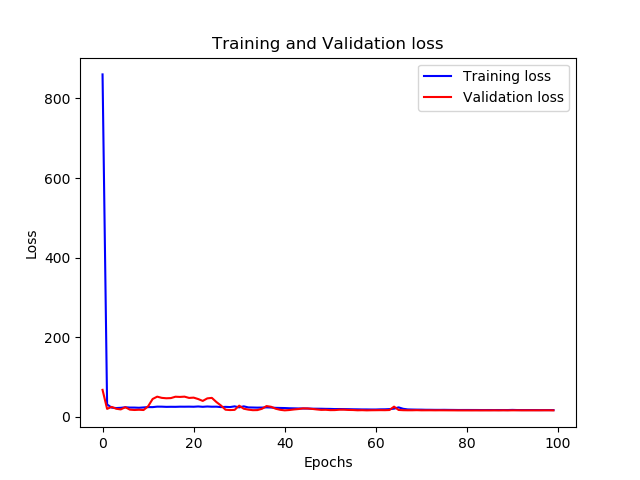 Training and Validation loss
Training loss
Validation loss
800
600
400
200
0
Loss
0 20 40 60 80 100
Epochs